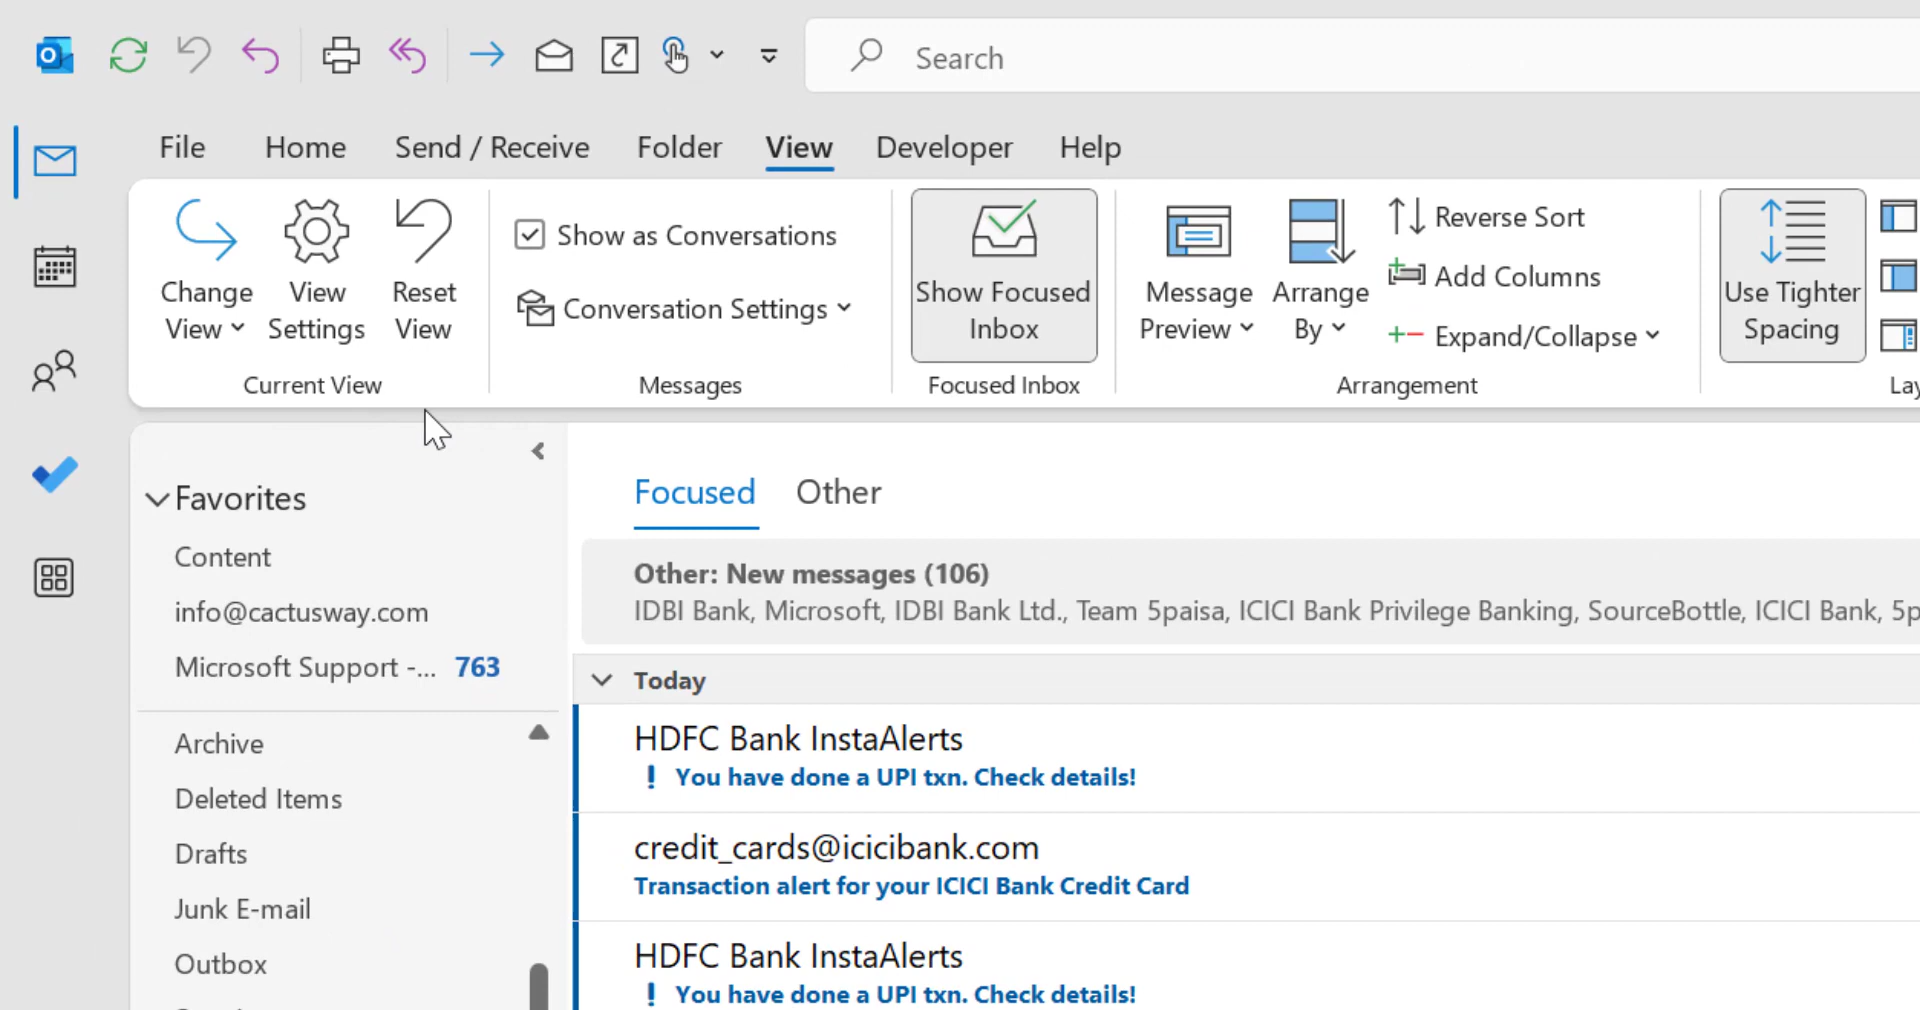 Search
File Home Send / Receive Folder View Developer Help
Change View
View Settings
Reset View
Current View
Show as Conversations
Conversation Settings
Messages
Show Focused Inbox
Focused Inbox
Message Preview
Arrange By
Reverse Sort
Add Columns
Expand/Collapse
Arrangement
Use Tighter Spacing
Lay
Favorites
Content
info@cactusway.com
Microsoft Support -... 763
Archive
Deleted Items
Drafts
Junk E-mail
Outbox
Focused Other
Other: New messages (106)
IDBI Bank, Microsoft, IDBI Bank Ltd., Team 5paisa, ICICI Bank Privilege Banking, SourceBottle, ICICI Bank, 5p
Today
HDFC Bank InstaAlerts
! You have done a UPI txn. Check details!
credit_cards@icicibank.com
Transaction alert for your ICICI Bank Credit Card
HDFC Bank InstaAlerts
! You have done a UPI txn. Check details!